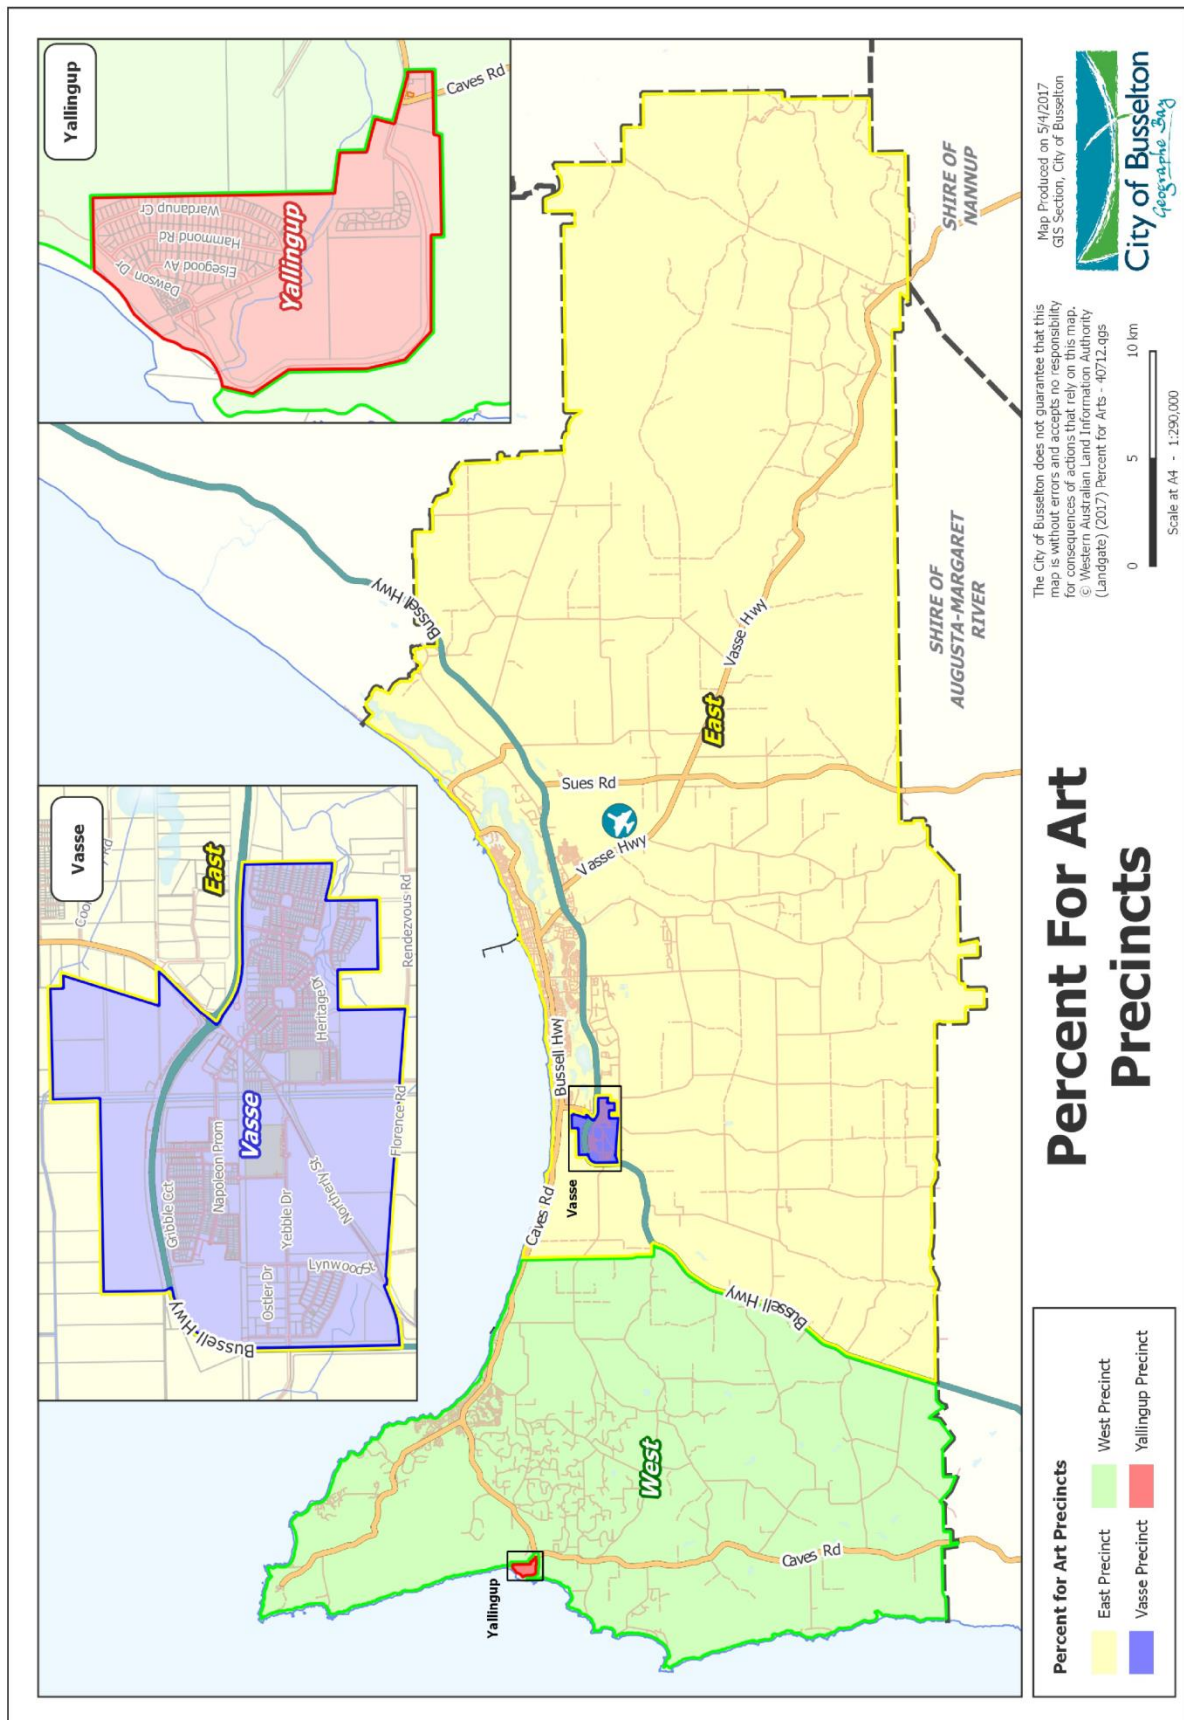 Vasse
Coo
Rd
East
Rendezvous Rd
Heritage Dr
Vasse
Florence Rd
Gribble Cct
Napoleon Prom
Northerly St
Yebble Dr
Ostler Dr
Lynwood St
Bussell Hwy
Yallingup
Caves Rd
Wardanup Cr
Hammond Rd
Elsegood Av
Dawson Dr
Yallingup
Yallingup
Caves Rd
West
Caves Rd
Vasse
Bussell Hwy
Bussell Hwy
Bussell Hwy
Vasse Hwy
Sues Rd
East
Vasse Hwy
SHIRE OF
AUGUSTA-MARGARET
RIVER
SHIRE OF
NANNUP
Percent for Art Precincts
East Precinct
West Precinct
Vasse Precinct
Yallingup Precinct
Percent For Art
Precincts
The City of Busselton does not guarantee that this
map is without errors and accepts no responsibility
for consequences of actions that rely on this map.
© Western Australian Land Information Authority
(Landgate) (2017) Percent for Arts - 40712.qgs
0 5 10 km
Scale at A4 - 1:290,000
Map Produced on 5/4/2017
GIS Section, City of Busselton
City of Busselton
Geographe Bay